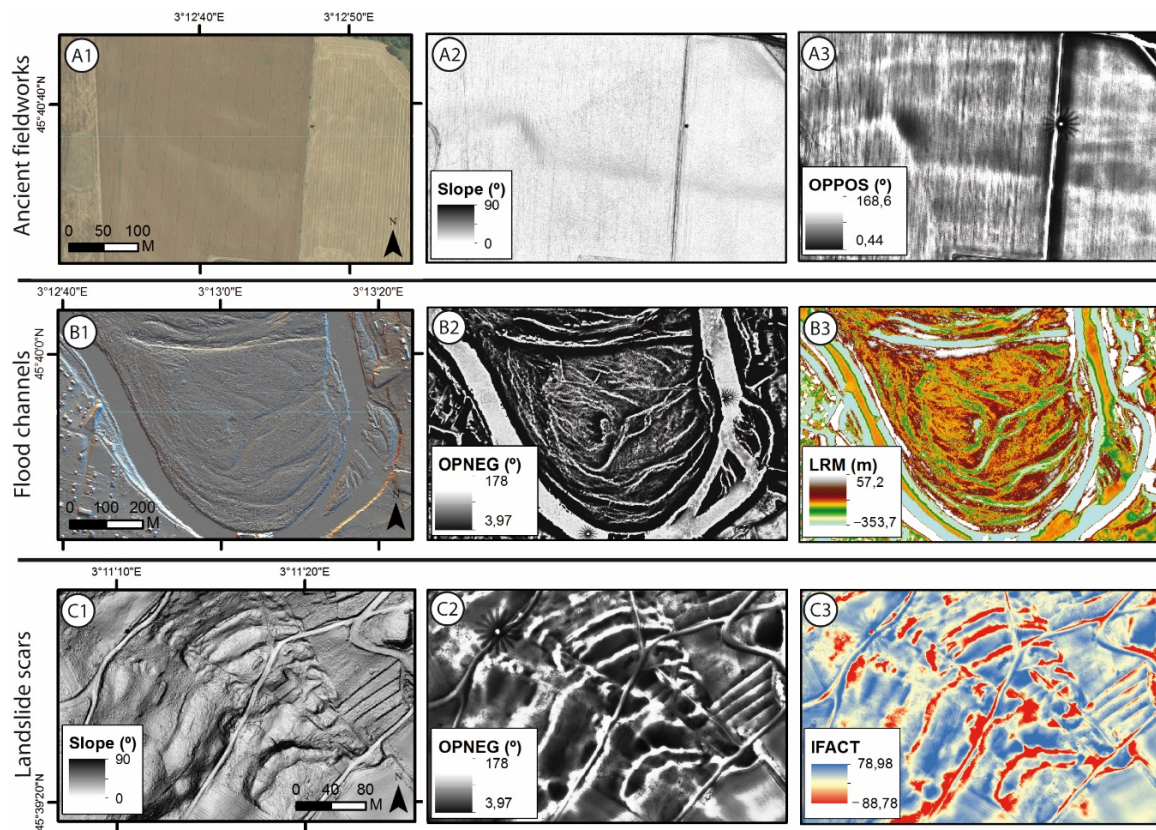 3°12'40"E
3°12'50"E
Ancient fieldworks
45°40'40"N
A1
0 50 100
M
N
A2
Slope (º)
90
0
A3
OPPOS (º)
168,6
0,44
3°12'40"E
3°13'0"E
3°13'20"E
Flood channels
45°40'0"N
B1
0 100 200
M
N
B2
OPNEG (º)
178
3,97
B3
LRM (m)
57,2
−353,7
3°11'10"E
3°11'20"E
Landslide scars
45°39'20"N
C1
Slope (º)
90
0
0 40 80
M
N
C2
OPNEG (º)
178
3,97
C3
IFACT
78,98
−88,78